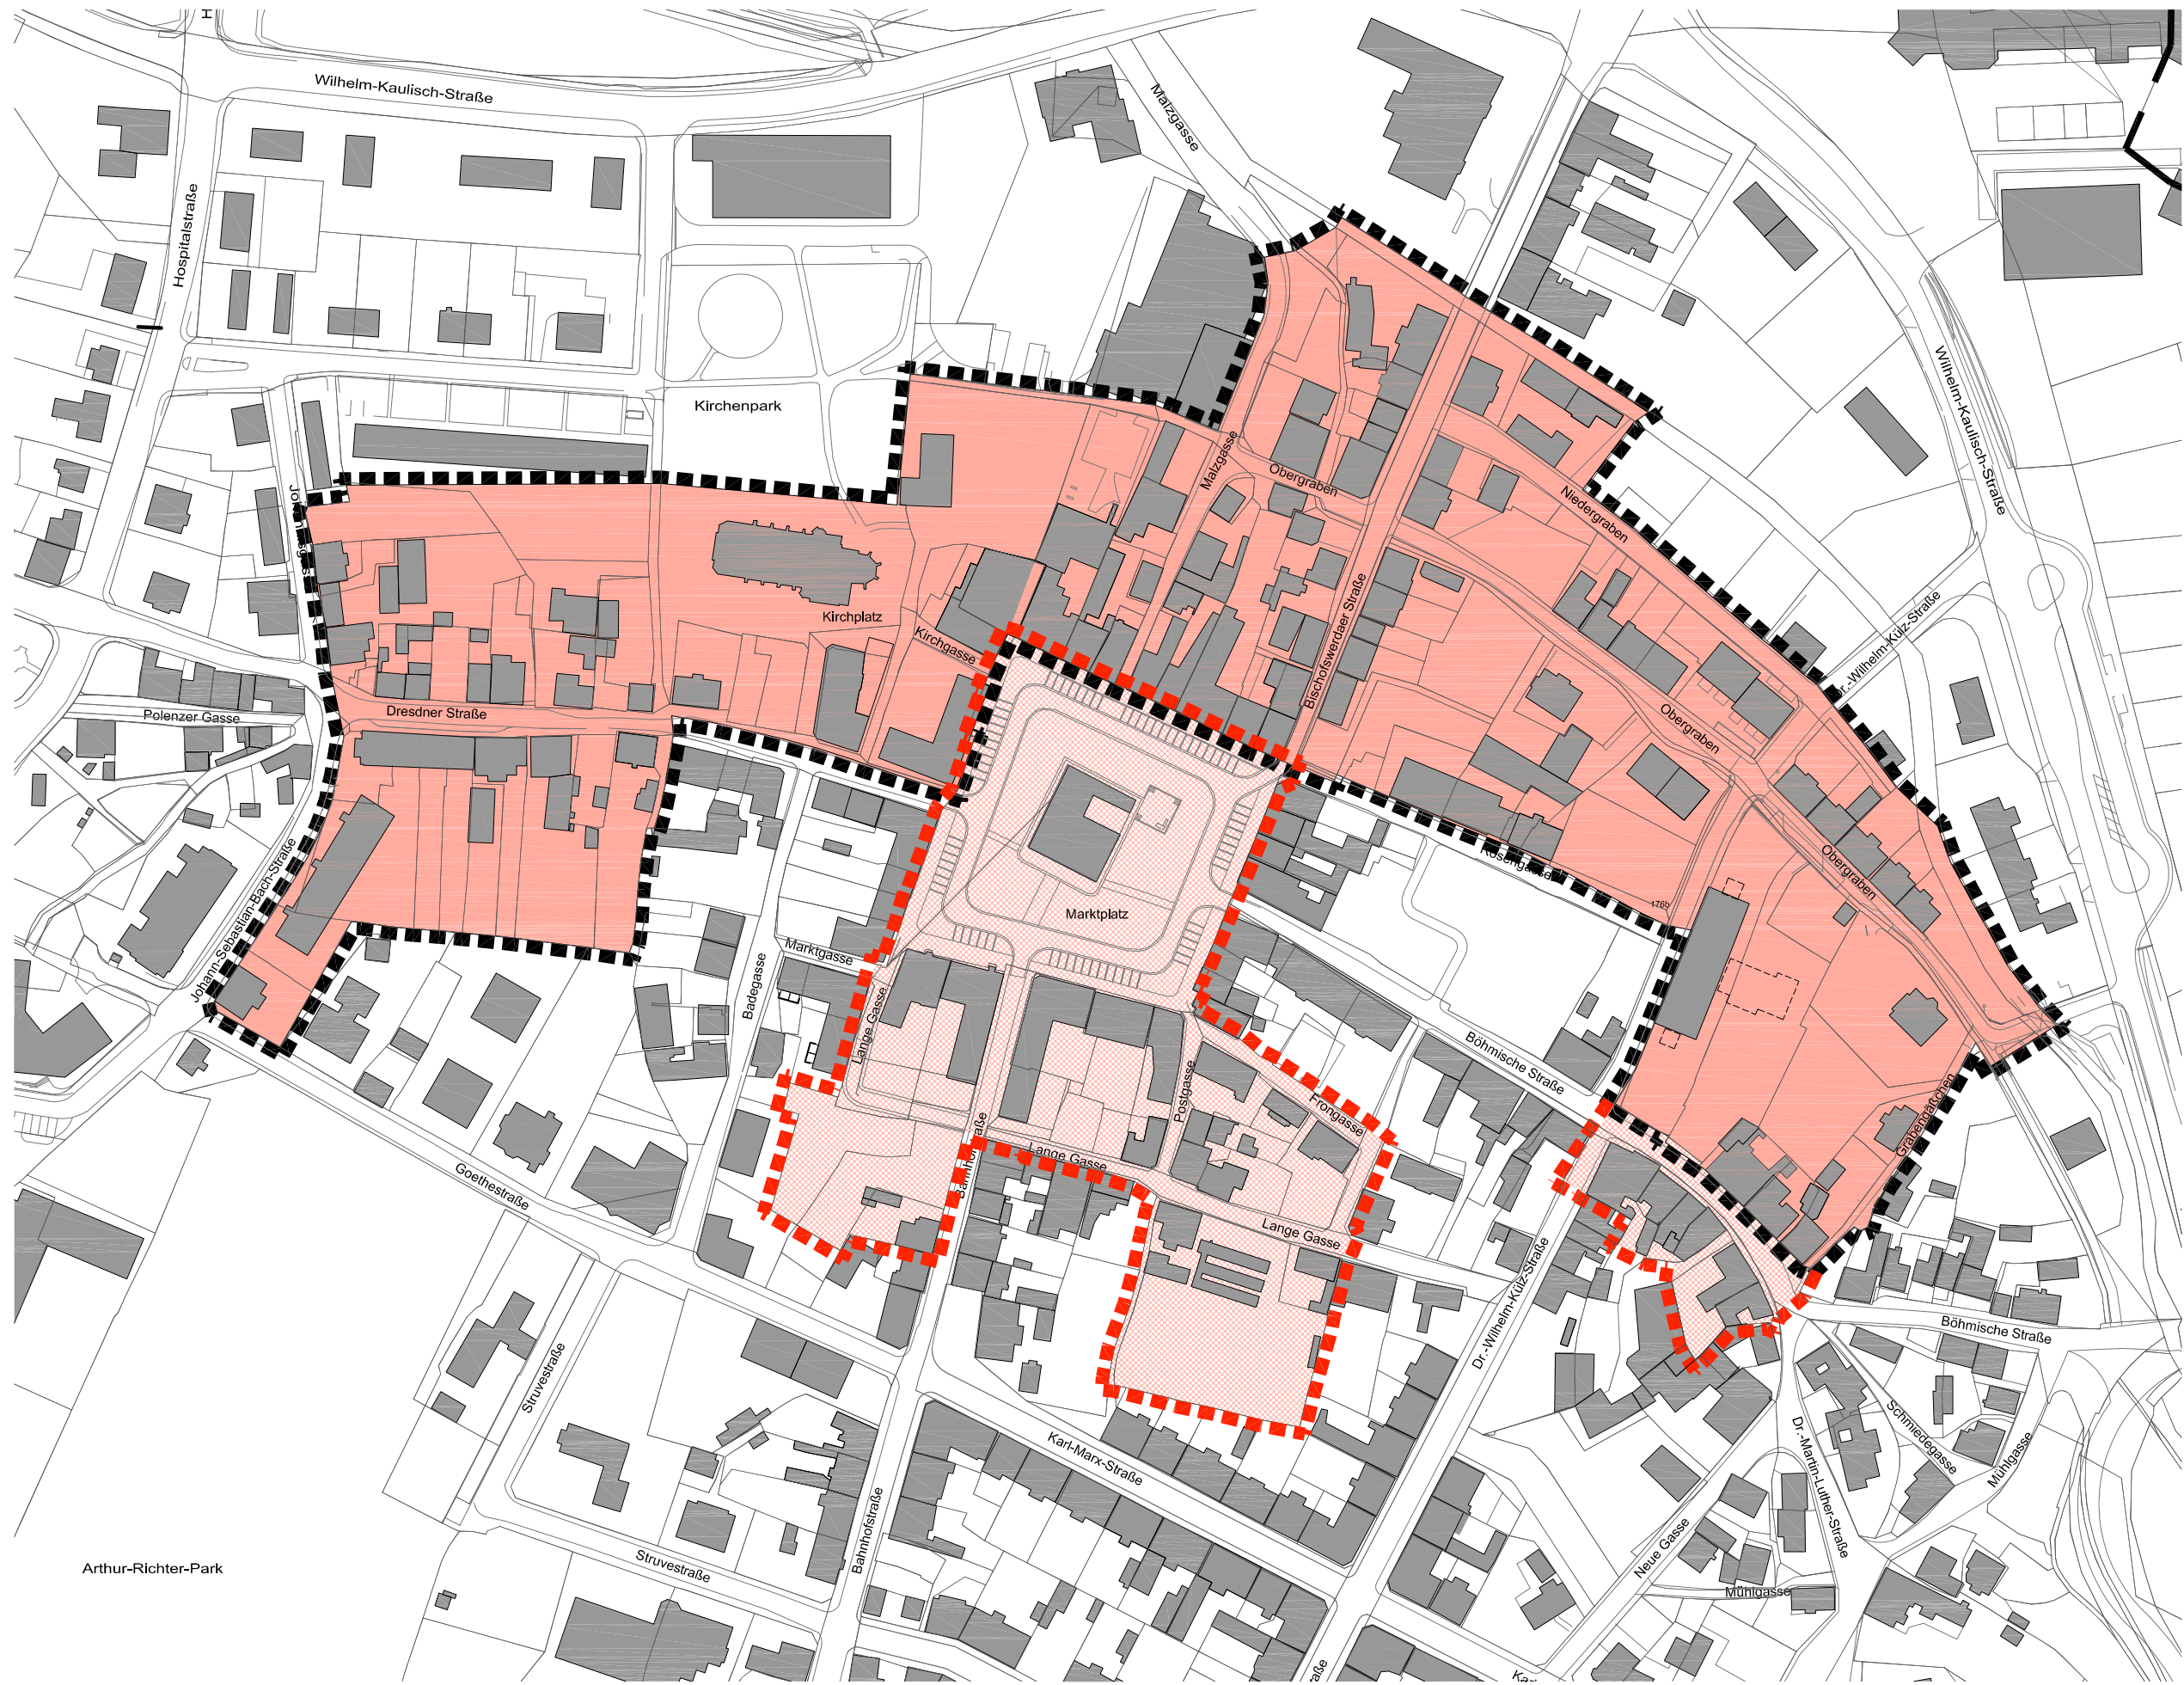 H
Wilhelm-Kaulisch-Straße
Malzgasse
Hospitalstraße
Wilhelm-Kaulisch-Straße
Kirchenpark
Malzgasse
Obergraben
Niedergraben
Kirchplatz
Kirchgasse
Bischofswerdaer Straße
Dr.-Wilhelm-Külz-Straße
Polenzer Gasse
Dresdner Straße
Obergraben
Johann-Sebastian-Bach-Straße
Rosengasse
Obergraben
176b
Marktplatz
Marktgasse
Badegasse
Lange Gasse
Böhmische Straße
Postgasse
Frongasse
Grabengäßchen
Lange Gasse
Goethestraße
Lange Gasse
Dr.-Wilhelm-Külz-Straße
Böhmische Straße
Struvestraße
Karl-Marx-Straße
Schmiedegasse
Mühlgasse
Dr.-Martin-Luther-Straße
Bahnhofstraße
Neue Gasse
Struvestraße
Arthur-Richter-Park
Mühlgasse